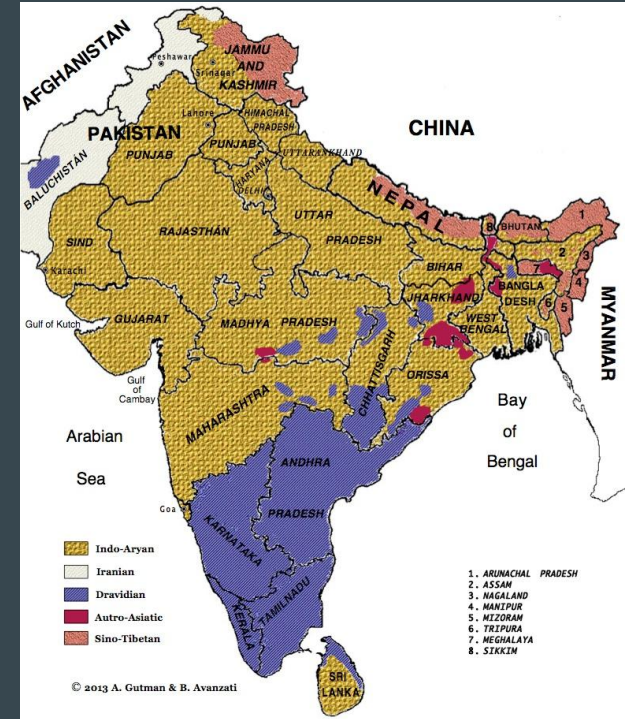 AFGHANISTAN
Peshawar
Srinagar
JAMMU
AND
KASHMIR
CHINA
Lahore
HIMACHAL
PRADESH
PAKISTAN
PUNJAB
PUNJAB
UTTARANKHAND
BALUCHISTAN
HARYANA
DELHI
NEPAL
SIND
RAJASTHAN
UTTAR
PRADESH
8
BHUTAN
1
2
3
BIHAR
7
4
Karachi
JHARKHAND
BANGLA
DESH
6
5
MYANMAR
GUJARAT
MADHYA PRADESH
WEST
BENGAL
Gulf of Kutch
Gulf
of
Cambay
CHHATTISGARH
ORISSA
MAHARASHTRA
Bay
of
Bengal
Arabian
Sea
ANDHRA
PRADESH
Goa
KARNATAKA
KERALA
TAMILNADU
SRI
LANKA
Indo-Aryan
Iranian
Dravidian
Autro-Asiatic
Sino-Tibetan
1. ARUNACHAL PRADESH
2. ASSAM
3. NAGALAND
4. MANIPUR
5. MIZORAM
6. TRIPURA
7. MEGHALAYA
8. SIKKIM
© 2013 A. Gutman & B. Avanzati